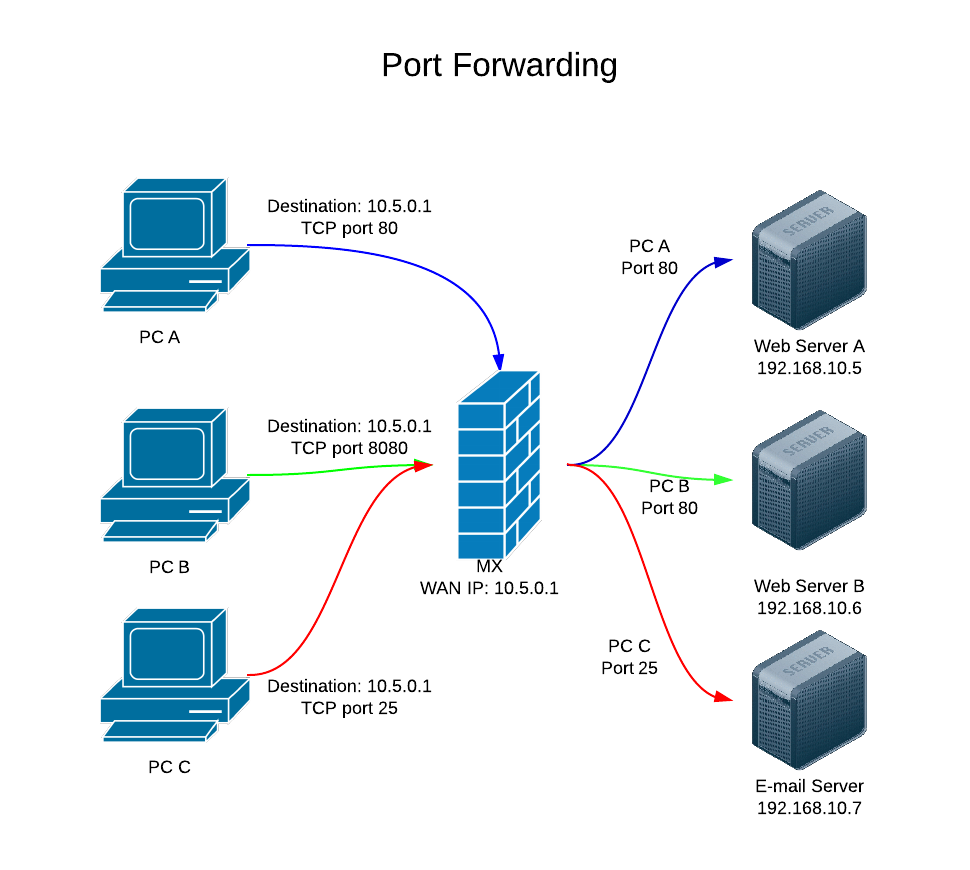 Port Forwarding
Destination: 10.5.0.1
TCP port 80
PC A
PC A
Port 80
SERVER
Web Server A
192.168.10.5
Destination: 10.5.0.1
TCP port 8080
PC B
MX
WAN IP: 10.5.0.1
PC B
Port 80
SERVER
Web Server B
192.168.10.6
Destination: 10.5.0.1
TCP port 25
PC C
PC C
Port 25
SERVER
E-mail Server
192.168.10.7